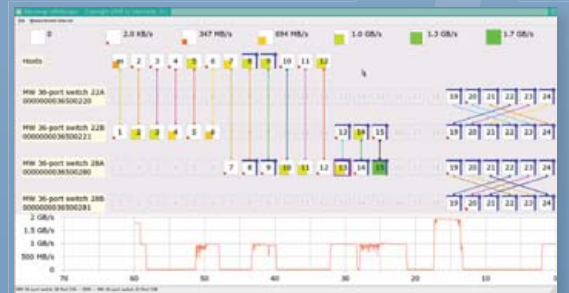 0 2.0 KB/s 347 MB/s 694 MB/s 1.0 GB/s 1.3 GB/s 1.7 GB/s
Hosts 2 3 4 5 6 7 8 9 10 11 12
MW 36-port switch 22A 19 20 21 22 23 24
0000000036500220
MW 36-port switch 22B 1 2 3 4 5 6 13 14 15 19 20 21 22 23 24
0000000036500221
MW 36-port switch 28A 7 8 9 10 11 12 13 14 15 19 20 21 22 23 24
0000000036500280
MW 36-port switch 28B 19 20 21 22 23 24
0000000036500281
2 GB/s
1.5 GB/s
1 GB/s
500 MB/s
0
70 50 40 30 20 10